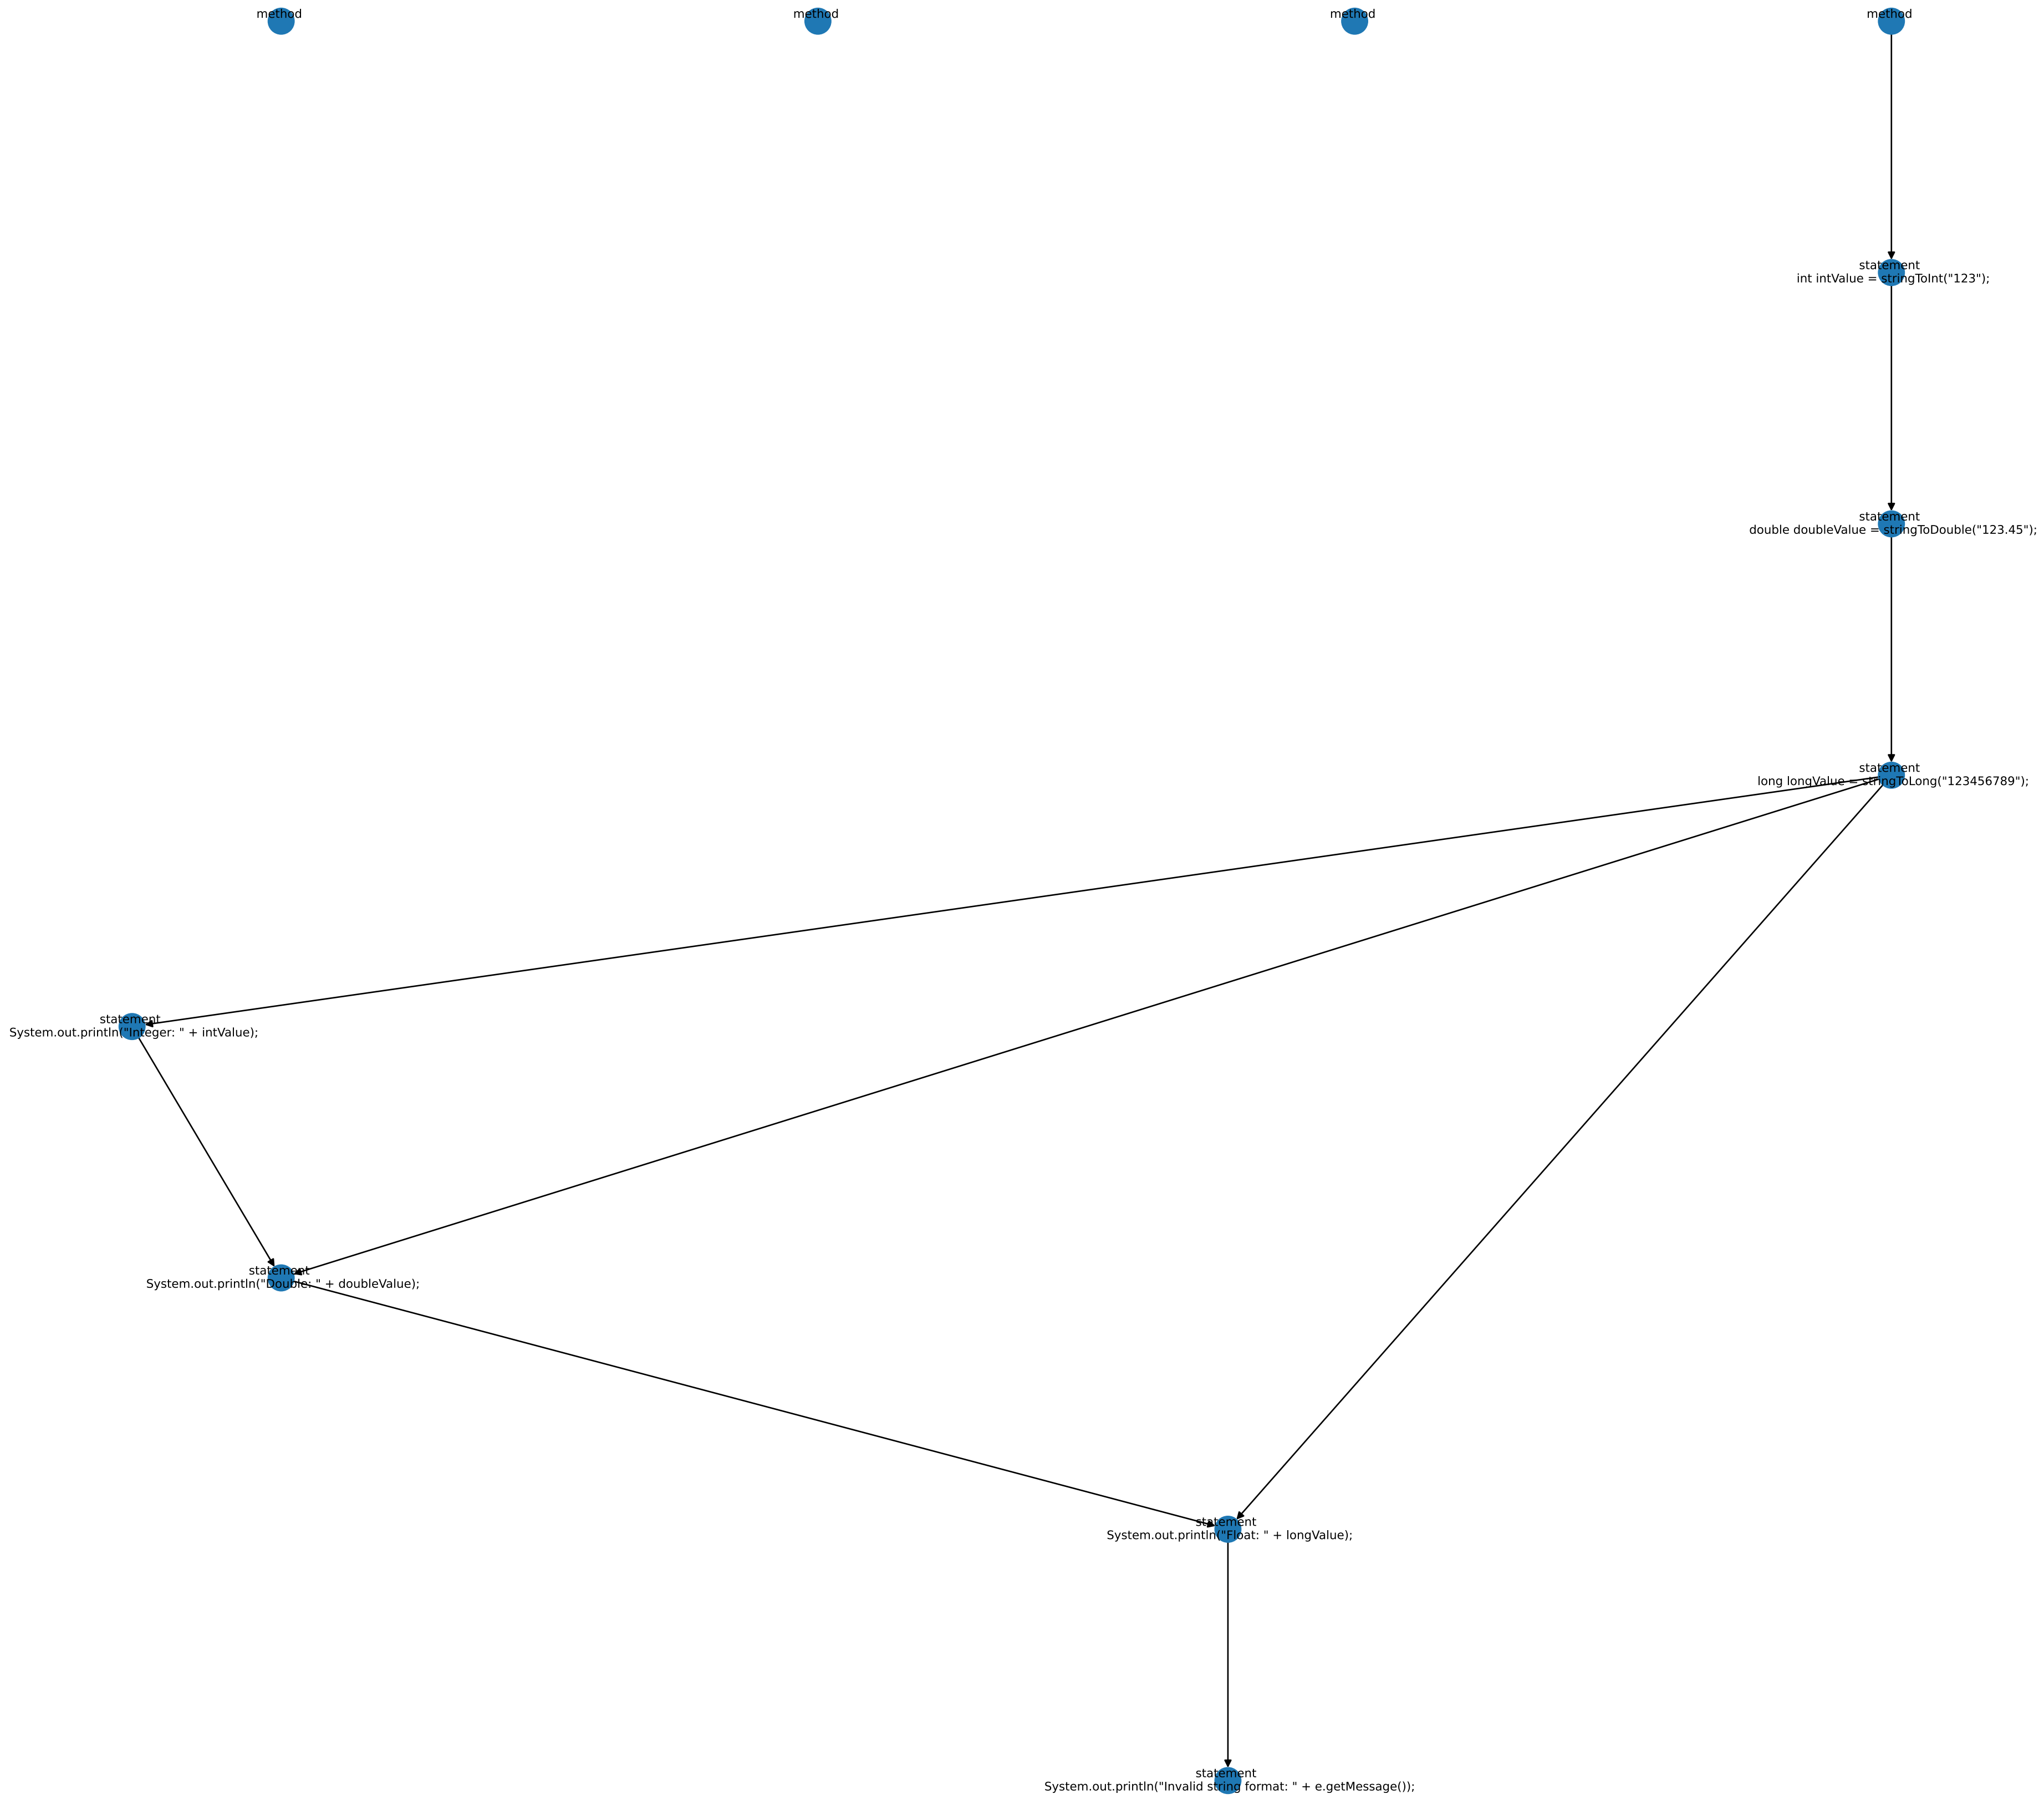 method
method
method
method
statement
int intValue = stringToInt("123");
statement
double doubleValue = stringToDouble("123.45");
statement
long longValue = stringToLong("123456789");
statement
System.out.println("Integer: " + intValue);
statement
System.out.println("Double: " + doubleValue);
statement
System.out.println("Float: " + longValue);
statement
System.out.println("Invalid string format: " + e.getMessage());